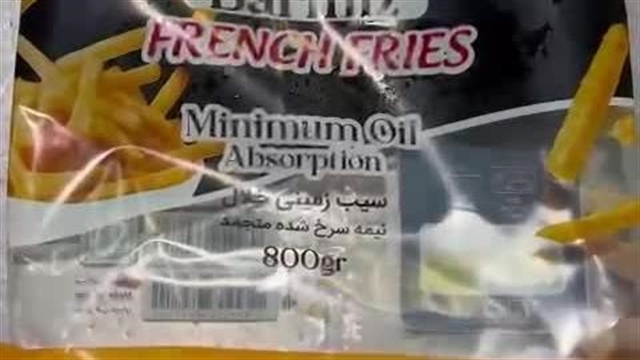 FRENCH FRIES
Minimum Oil
Absorption
سیب زمینی خلال
نیمه سرخ شده منجمد
800gr